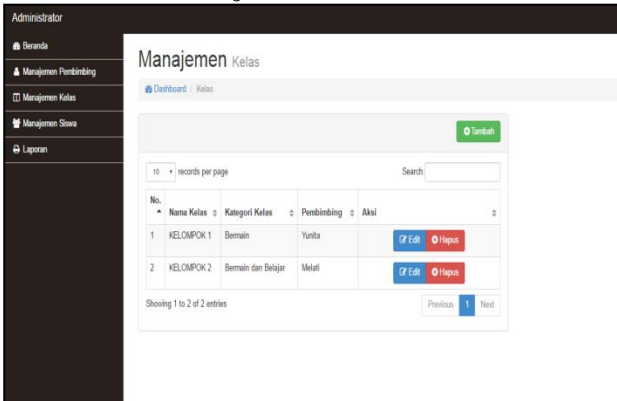 Administrator
Beranda
Manajemen Pembimbing
Manajemen Kelas
Manajemen Siswa
Laporan
Manajemen Kelas
Dashboard / Kelas
Tambah
10 records per page Search:
No. Nama Kelas Kategori Kelas Pembimbing Aksi
1 KELOMPOK 1 Bermain Yunita Edit Hapus
2 KELOMPOK 2 Bermain dan Belajar Melati Edit Hapus
Showing 1 to 2 of 2 entries Previous 1 Next